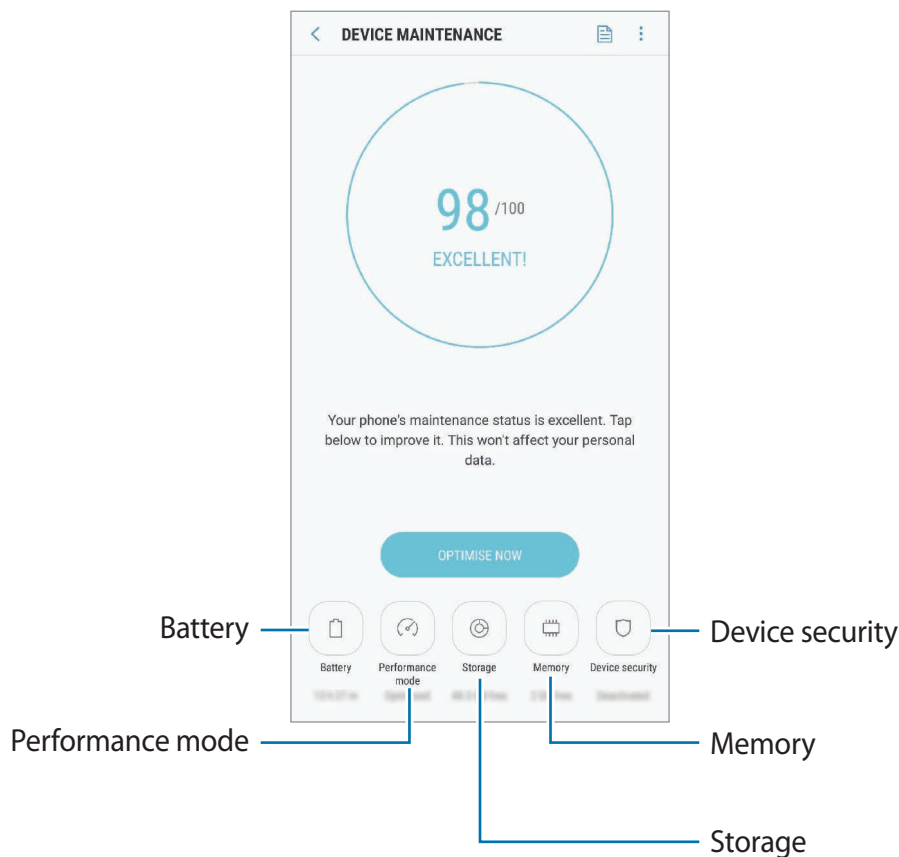 DEVICE MAINTENANCE
98 /100
EXCELLENT!
Your phone's maintenance status is excellent. Tap
below to improve it. This won't affect your personal
data.
OPTIMISE NOW
Battery
Device security
Battery
Performance
mode
Storage
Memory
Device security
Performance mode
Memory
Storage